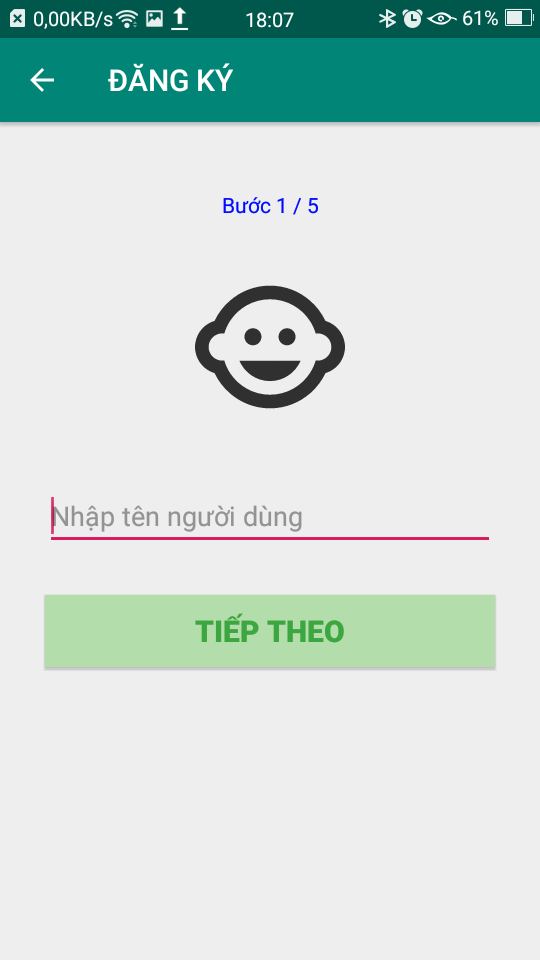 0,00KB/s 18:07 61%
ĐĂNG KÝ
Bước 1 / 5
Nhập tên người dùng
TIẾP THEO